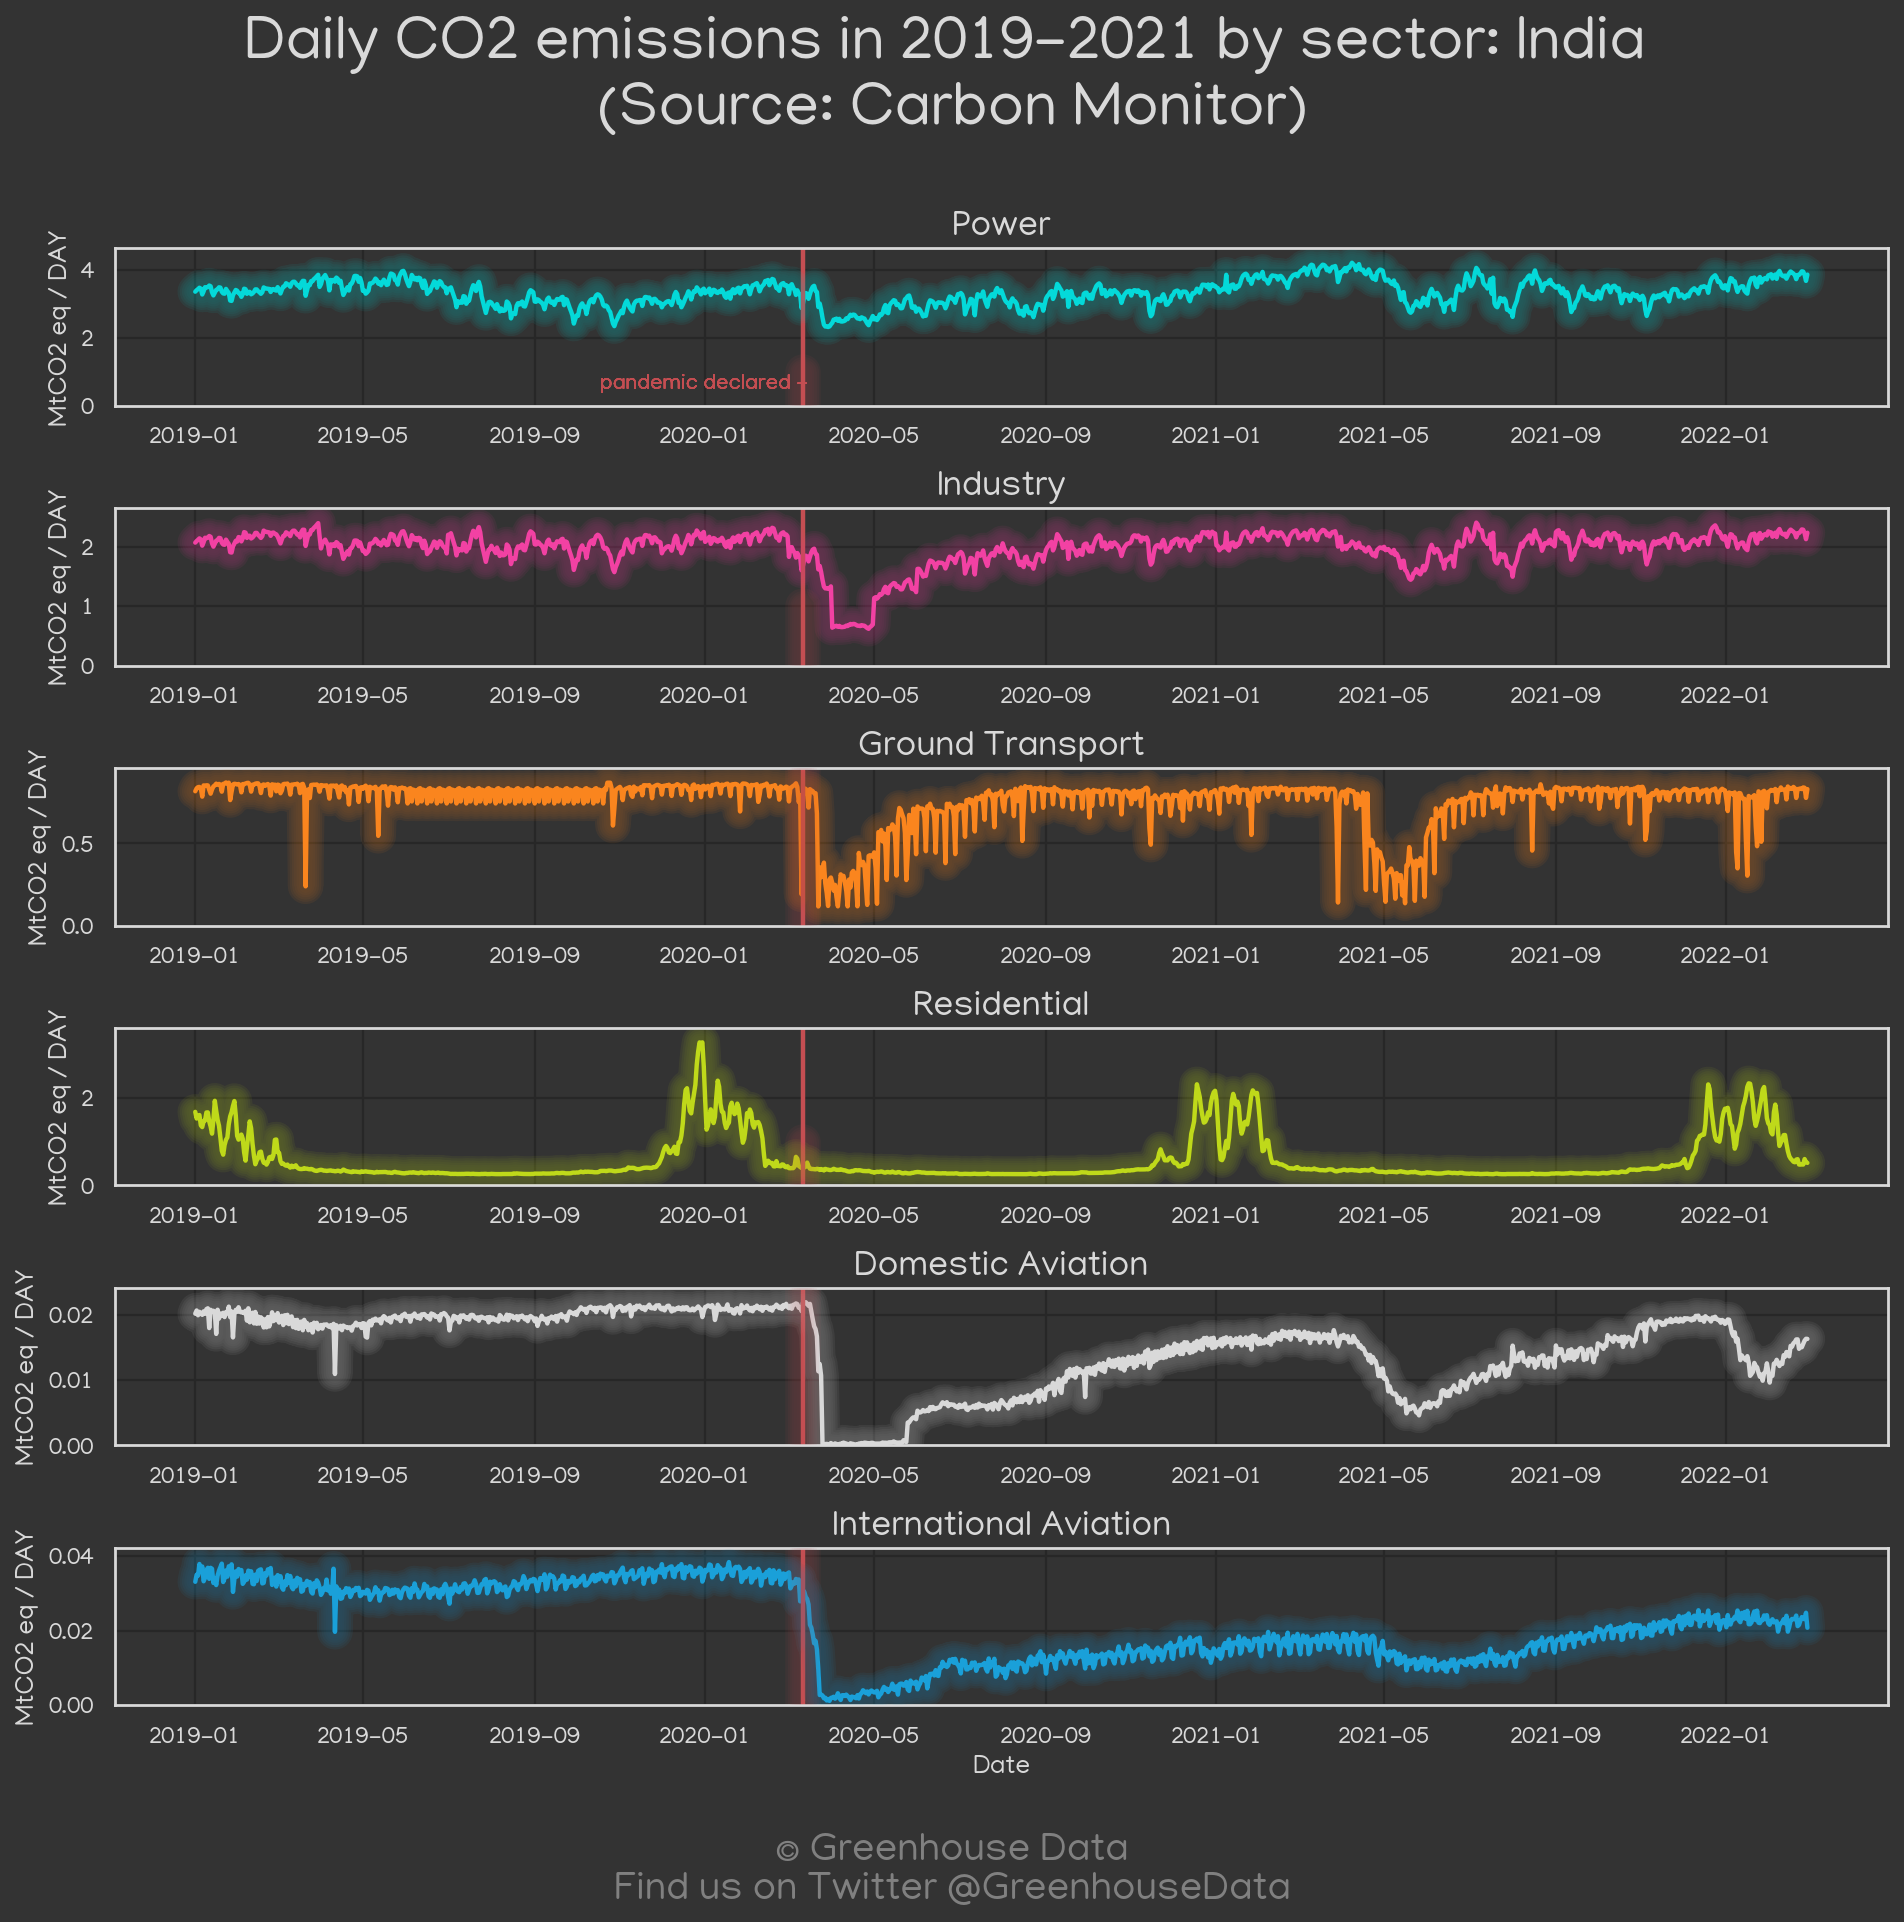 Daily CO2 emissions in 2019-2021 by sector: India
(Source: Carbon Monitor)
Power
MtCO2 eq / DAY
4
2
0
pandemic declared
2019-01 2019-05 2019-09 2020-01 2020-05 2020-09 2021-01 2021-05 2021-09 2022-01
Industry
MtCO2 eq / DAY
2
1
0
2019-01 2019-05 2019-09 2020-01 2020-05 2020-09 2021-01 2021-05 2021-09 2022-01
Ground Transport
MtCO2 eq / DAY
0.5
0.0
2019-01 2019-05 2019-09 2020-01 2020-05 2020-09 2021-01 2021-05 2021-09 2022-01
Residential
MtCO2 eq / DAY
2
0
2019-01 2019-05 2019-09 2020-01 2020-05 2020-09 2021-01 2021-05 2021-09 2022-01
Domestic Aviation
MtCO2 eq / DAY
0.02
0.01
0.00
2019-01 2019-05 2019-09 2020-01 2020-05 2020-09 2021-01 2021-05 2021-09 2022-01
International Aviation
MtCO2 eq / DAY
0.04
0.02
0.00
2019-01 2019-05 2019-09 2020-01 2020-05 2020-09 2021-01 2021-05 2021-09 2022-01
Date
© Greenhouse Data
Find us on Twitter @GreenhouseData